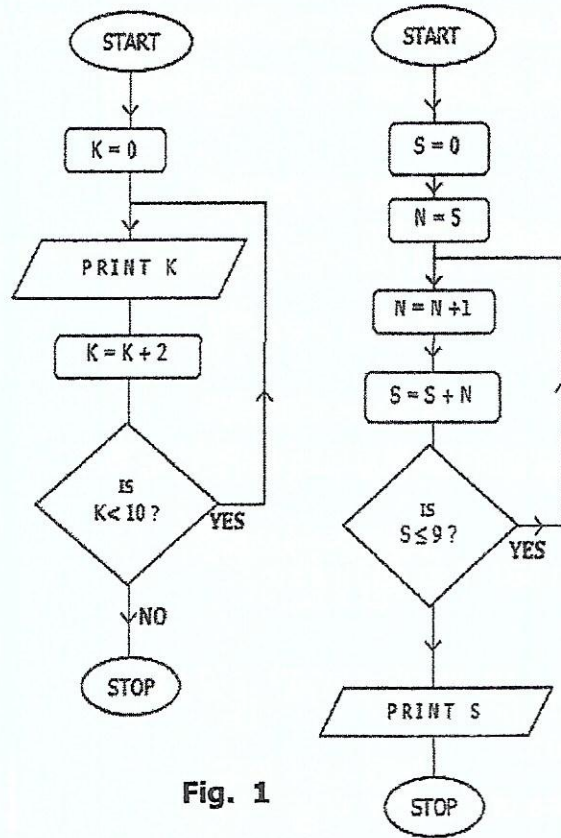 START
K=0
PRINT K
K=K+2
IS
K<10?
YES
NO
STOP
START
S=0
N=S
N=N+1
S=S+N
IS
S≤9?
YES
PRINT S
STOP
Fig. 1